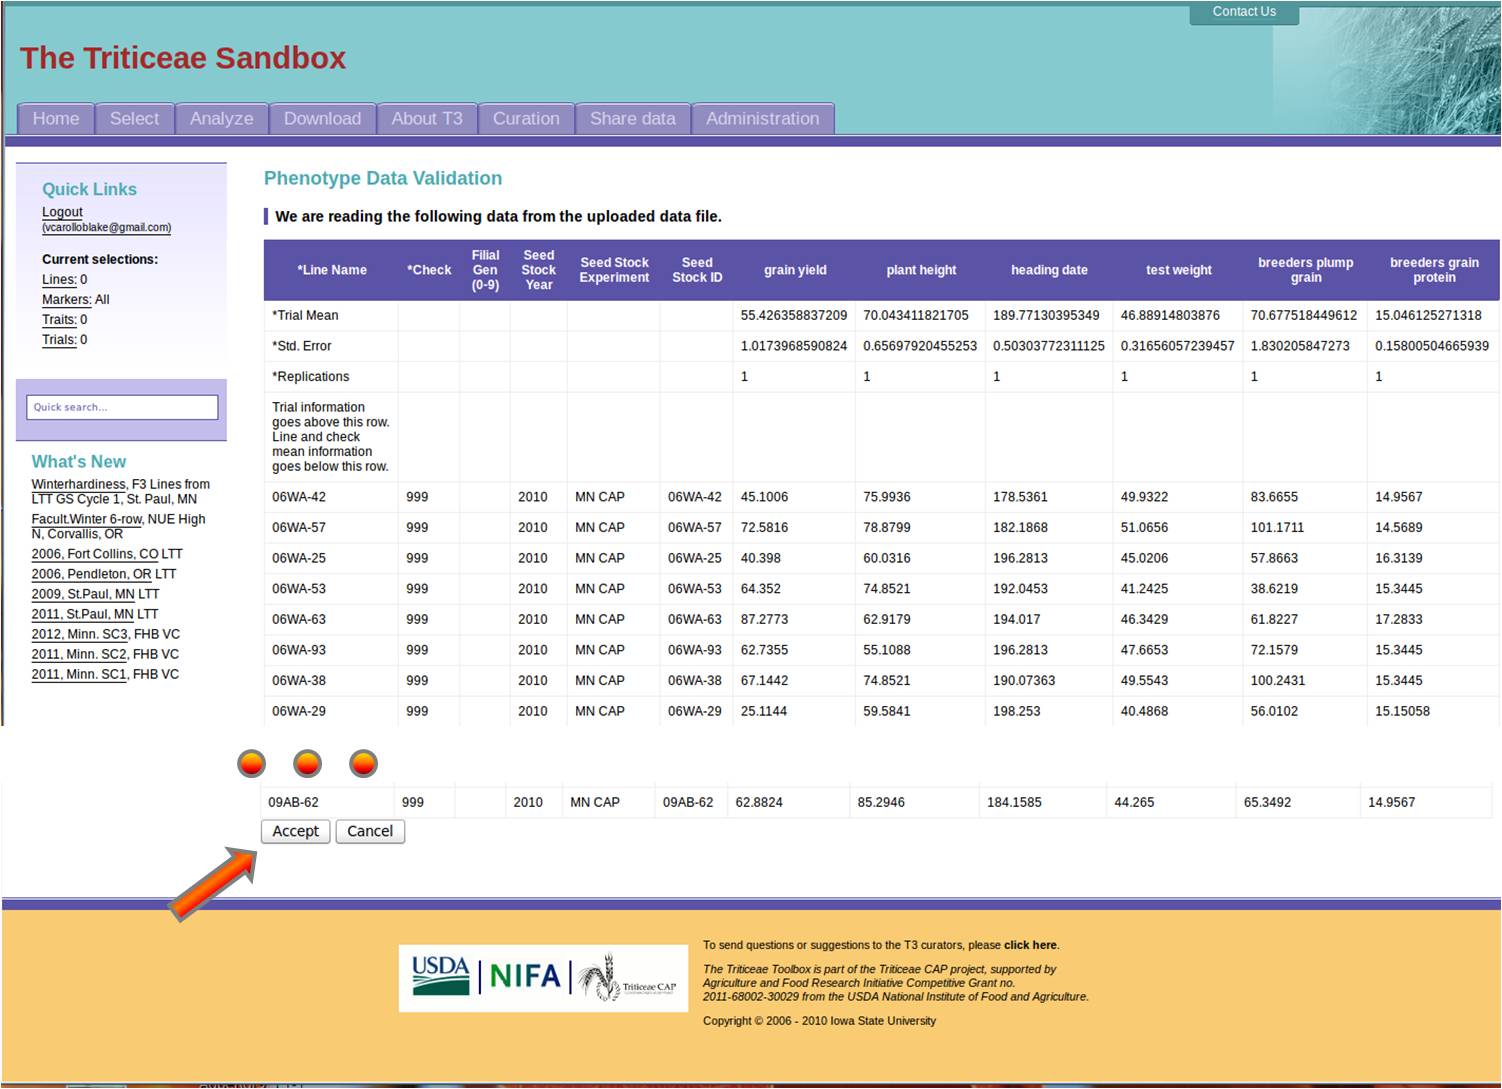 Contact Us
The Triticeae Sandbox
Home Select Analyze Download About T3 Curation Share data Administration
Quick Links
Logout
(vcarolloblake@gmail.com)
Current selections:
Lines: 0
Markers: All
Traits: 0
Trials: 0
Quick search...
What's New
Winterhardiness, F3 Lines from
LTT GS Cycle 1, St. Paul, MN
Facult.Winter 6-row, NUE High
N, Corvallis, OR
2006, Fort Collins, CO LTT
2006, Pendleton, OR LTT
2009, St.Paul, MN LTT
2011, St.Paul, MN LTT
2012, Minn. SC3, FHB VC
2011, Minn. SC2, FHB VC
2011, Minn. SC1, FHB VC
Phenotype Data Validation
We are reading the following data from the uploaded data file.
*Line Name *Check Filial Gen (0-9) Seed Stock Year Seed Stock Experiment Seed Stock ID grain yield plant height heading date test weight breeders plump grain breeders grain protein
*Trial Mean 55.426358837209 70.043411821705 189.77130395349 46.88914803876 70.677518449612 15.046125271318
*Std. Error 1.0173968590824 0.65697920455253 0.50303772311125 0.31656057239457 1.830205847273 0.15800504665939
*Replications 1 1 1 1 1 1
Trial information
goes above this row.
Line and check
mean information
goes below this row.
06WA-42 999 2010 MN CAP 06WA-42 45.1006 75.9936 178.5361 49.9322 83.6655 14.9567
06WA-57 999 2010 MN CAP 06WA-57 72.5816 78.8799 182.1868 51.0656 101.1711 14.5689
06WA-25 999 2010 MN CAP 06WA-25 40.398 60.0316 196.2813 45.0206 57.8663 16.3139
06WA-53 999 2010 MN CAP 06WA-53 64.352 74.8521 192.0453 41.2425 38.6219 15.3445
06WA-63 999 2010 MN CAP 06WA-63 87.2773 62.9179 194.017 46.3429 61.8227 17.2833
06WA-93 999 2010 MN CAP 06WA-93 62.7355 55.1088 196.2813 47.6653 72.1579 15.3445
06WA-38 999 2010 MN CAP 06WA-38 67.1442 74.8521 190.07363 49.5543 100.2431 15.3445
06WA-29 999 2010 MN CAP 06WA-29 25.1144 59.5841 198.253 40.4868 56.0102 15.15058
09AB-62 999 2010 MN CAP 09AB-62 62.8824 85.2946 184.1585 44.265 65.3492 14.9567
Accept Cancel
USDA NIFA Triticeae CAP
To send questions or suggestions to the T3 curators, please click here.
The Triticeae Toolbox is part of the Triticeae CAP project, supported by
Agriculture and Food Research Initiative Competitive Grant no.
2011-68002-30029 from the USDA National Institute of Food and Agriculture.
Copyright © 2006 - 2010 Iowa State University